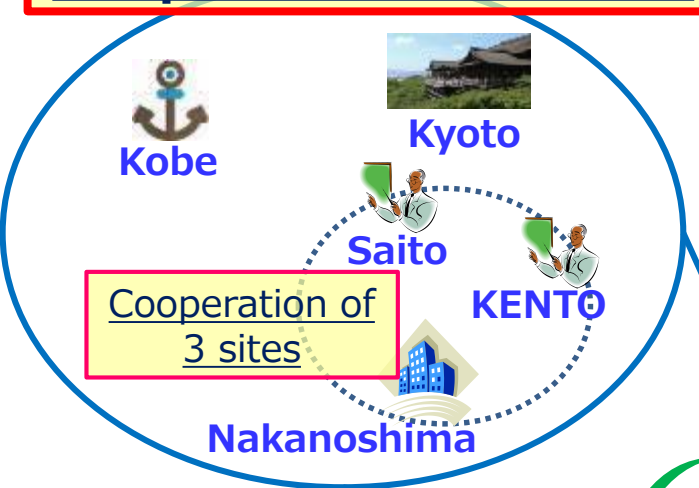 Kobe
Kyoto
Saito
KENTO
Cooperation of
3 sites
Nakanoshima